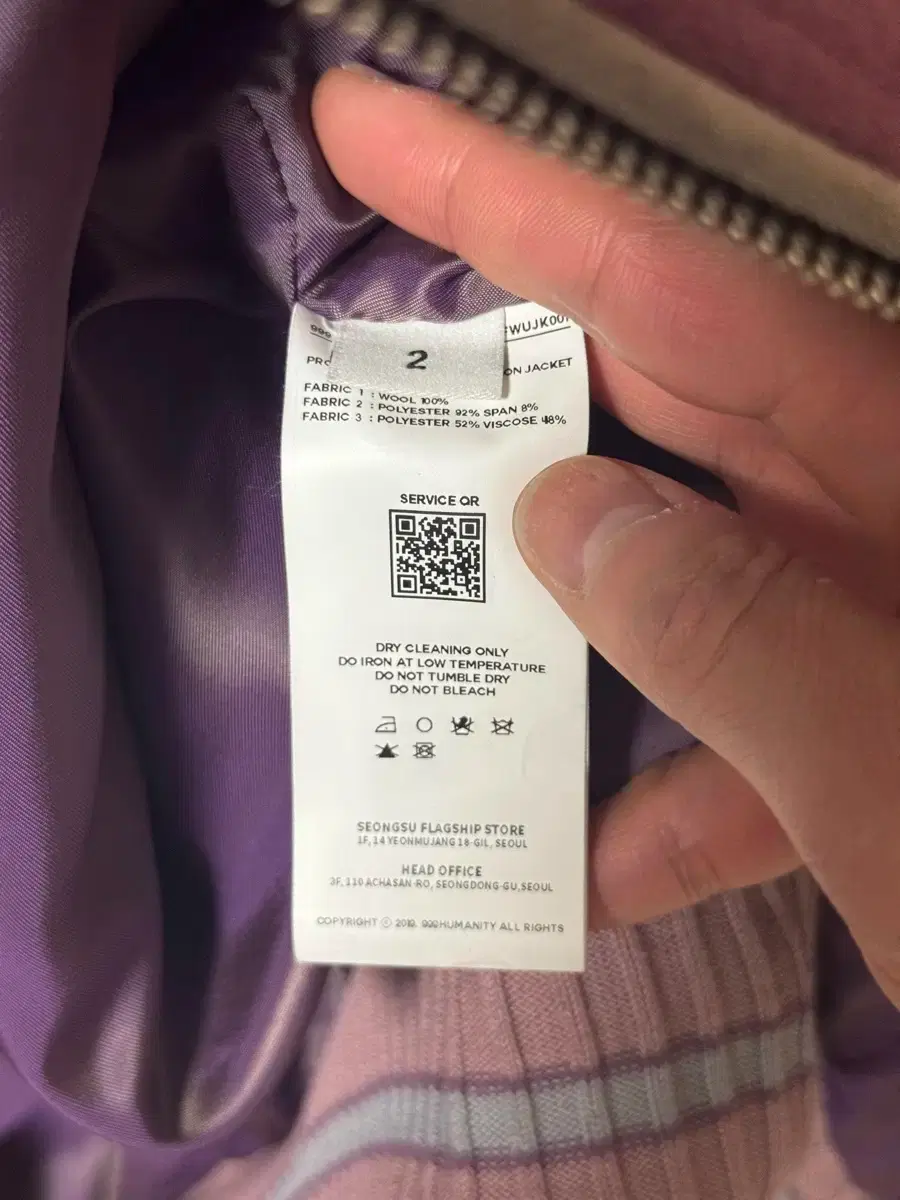 2
FABRIC 1 : WOOL 100%
FABRIC 2 : POLYESTER 92% SPAN 8%
FABRIC 3 : POLYESTER 52% VISCOSE 48%
SERVICE QR
DRY CLEANING ONLY
DO IRON AT LOW TEMPERATURE
DO NOT TUMBLE DRY
DO NOT BLEACH
SEONGSU FLAGSHIP STORE
1F, 14 YEONMUJANG 18-GIL, SEOUL
HEAD OFFICE
3F, 110 ACHASAN-RO, SEONGDONG-GU, SEOUL
COPYRIGHT ⓒ 2019. 999HUMANITY ALL RIGHTS